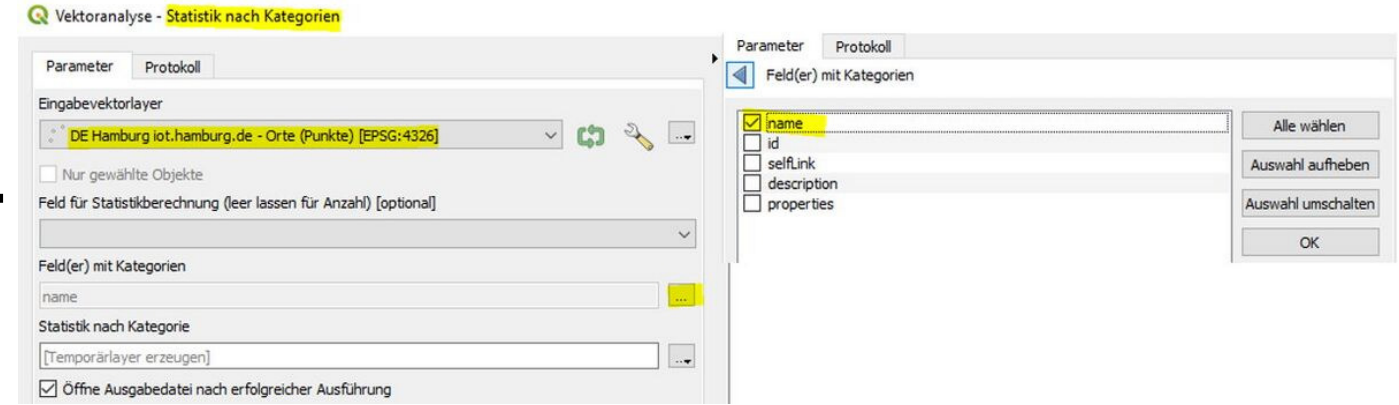 Vektoranalyse - Statistik nach Kategorien
Parameter
Protokoll
Eingabevektorlayer
DE Hamburg iot.hamburg.de - Orte (Punkte) [EPSG:4326]
...
Nur gewählte Objekte
Feld für Statistikberechnung (leer lassen für Anzahl) [optional]
Feld(er) mit Kategorien
name
...
Statistik nach Kategorie
[Temporärlayer erzeugen]
...
Öffne Ausgabedatei nach erfolgreicher Ausführung
Parameter
Protokoll
Feld(er) mit Kategorien
name
id
selfLink
description
properties
Alle wählen
Auswahl aufheben
Auswahl umschalten
OK